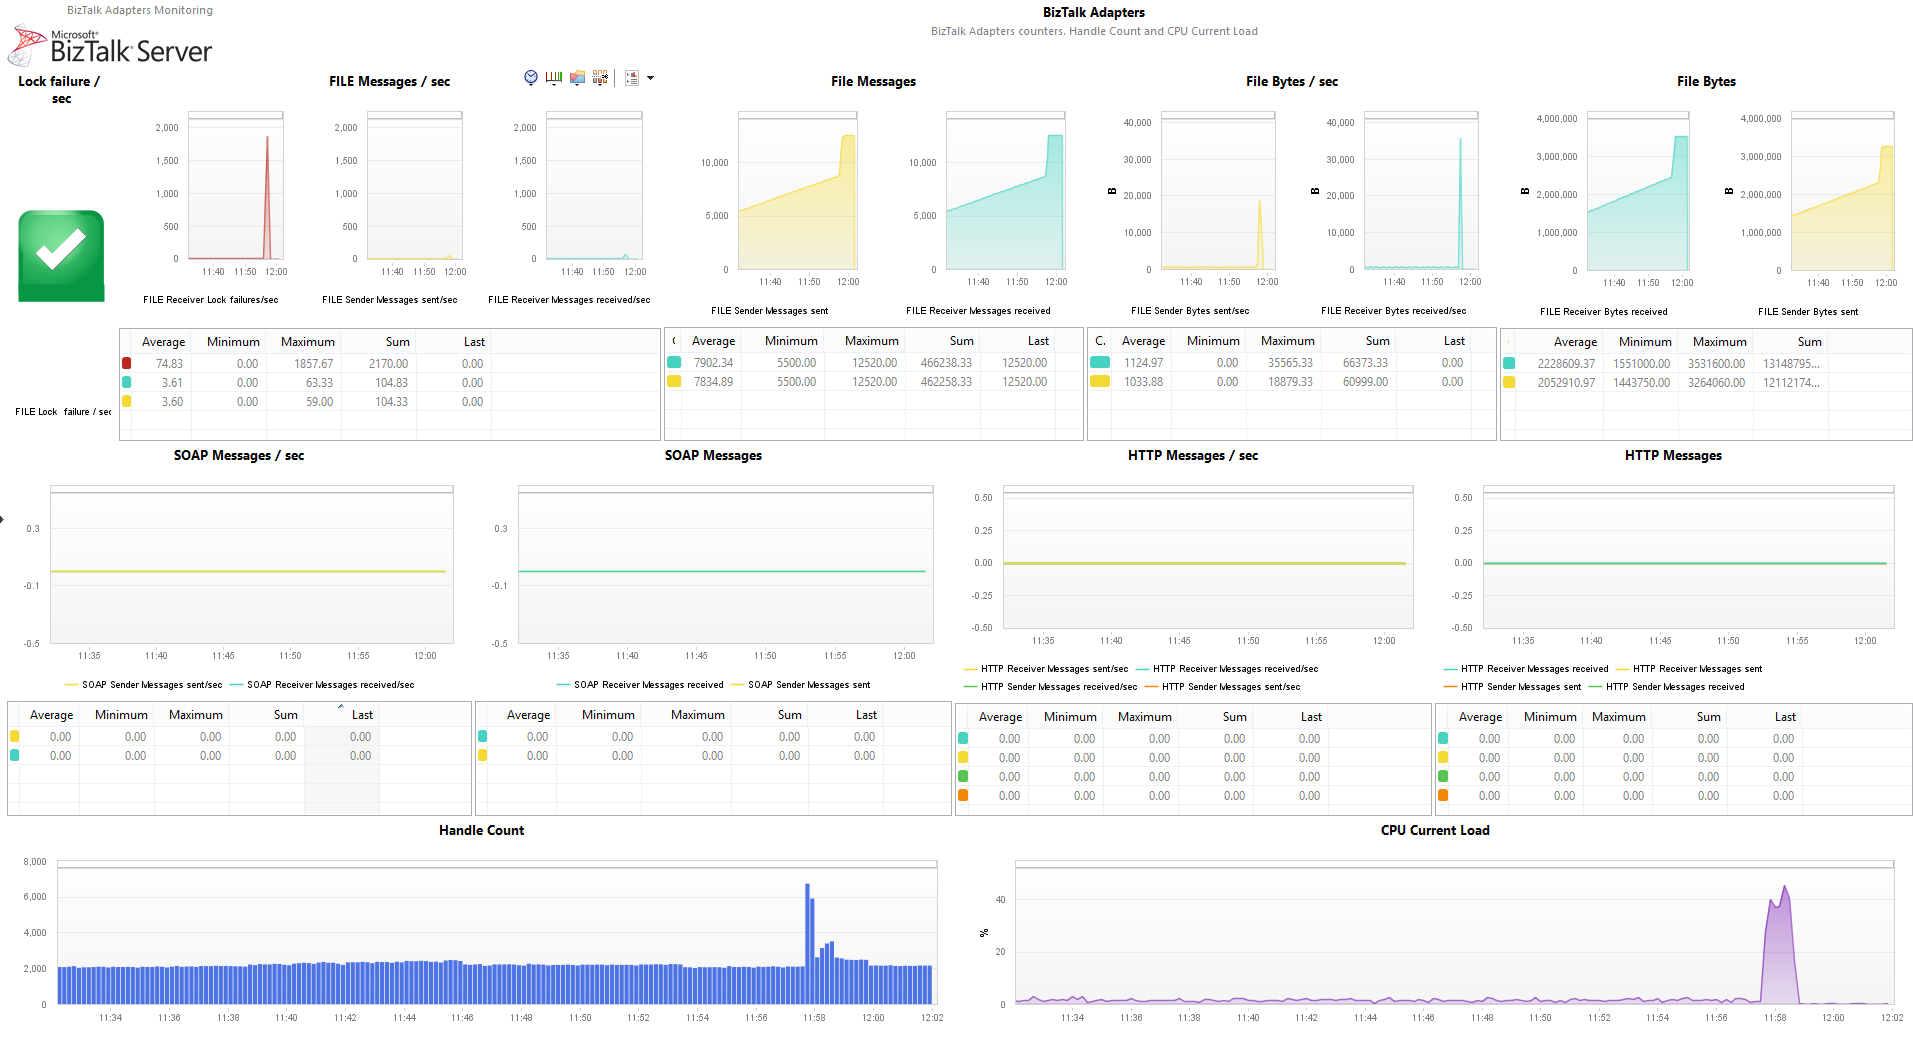 BizTalk Adapters Monitoring
BizTalk Adapters
BizTalk Adapters counters. Handle Count and CPU Current Load
Microsoft®
BizTalk Server
Lock failure /
sec
FILE Lock failure / sec
FILE Messages / sec
2,000
1,500
1,000
500
0
11:40 11:50 12:00
FILE Receiver Lock failures/sec
2,000
1,500
1,000
500
0
11:40 11:50 12:00
FILE Sender Messages sent/sec
2,000
1,500
1,000
500
0
11:40 11:50 12:00
FILE Receiver Messages received/sec
Average Minimum Maximum Sum Last
74.83 0.00 1857.67 2170.00 0.00
3.61 0.00 63.33 104.83 0.00
3.60 0.00 59.00 104.33 0.00
File Messages
10,000
5,000
0
11:40 11:50 12:00
FILE Sender Messages sent
10,000
5,000
0
11:40 11:50 12:00
FILE Receiver Messages received
Average Minimum Maximum Sum Last
7902.34 5500.00 12520.00 466238.33 12520.00
7834.89 5500.00 12520.00 462258.33 12520.00
File Bytes / sec
B
40,000
30,000
20,000
10,000
0
11:40 11:50 12:00
FILE Sender Bytes sent/sec
B
40,000
30,000
20,000
10,000
0
11:40 11:50 12:00
FILE Receiver Bytes received/sec
C. Average Minimum Maximum Sum Last
1124.97 0.00 35565.33 66373.33 0.00
1033.88 0.00 18879.33 60999.00 0.00
File Bytes
B
4,000,000
3,000,000
2,000,000
1,000,000
0
11:40 11:50 12:00
FILE Receiver Bytes received
B
4,000,000
3,000,000
2,000,000
1,000,000
0
11:40 11:50 12:00
FILE Sender Bytes sent
Average Minimum Maximum Sum
2228609.37 1551000.00 3531600.00 13148795...
2052910.97 1443750.00 3264060.00 12112174...
SOAP Messages / sec
0.3
-0.1
-0.5
11:35 11:40 11:45 11:50 11:55 12:00
SOAP Sender Messages sent/sec SOAP Receiver Messages received/sec
Average Minimum Maximum Sum Last
0.00 0.00 0.00 0.00 0.00
0.00 0.00 0.00 0.00 0.00
SOAP Messages
0.3
-0.1
-0.5
11:35 11:40 11:45 11:50 11:55 12:00
SOAP Receiver Messages received SOAP Sender Messages sent
Average Minimum Maximum Sum Last
0.00 0.00 0.00 0.00 0.00
0.00 0.00 0.00 0.00 0.00
HTTP Messages / sec
0.50
0.25
0.00
-0.25
-0.50
11:35 11:40 11:45 11:50 11:55 12:00
HTTP Receiver Messages sent/sec HTTP Receiver Messages received/sec
HTTP Sender Messages received/sec HTTP Sender Messages sent/sec
Average Minimum Maximum Sum Last
0.00 0.00 0.00 0.00 0.00
0.00 0.00 0.00 0.00 0.00
0.00 0.00 0.00 0.00 0.00
0.00 0.00 0.00 0.00 0.00
HTTP Messages
0.50
0.25
0.00
-0.25
-0.50
11:35 11:40 11:45 11:50 11:55 12:00
HTTP Receiver Messages received HTTP Receiver Messages sent
HTTP Sender Messages sent HTTP Sender Messages received
Average Minimum Maximum Sum Last
0.00 0.00 0.00 0.00 0.00
0.00 0.00 0.00 0.00 0.00
0.00 0.00 0.00 0.00 0.00
0.00 0.00 0.00 0.00 0.00
Handle Count
8,000
6,000
4,000
2,000
0
11:34 11:36 11:38 11:40 11:42 11:44 11:46 11:48 11:50 11:52 11:54 11:56 11:58 12:00 12:02
CPU Current Load
%
40
20
0
11:34 11:36 11:38 11:40 11:42 11:44 11:46 11:48 11:50 11:52 11:54 11:56 11:58 12:00 12:02